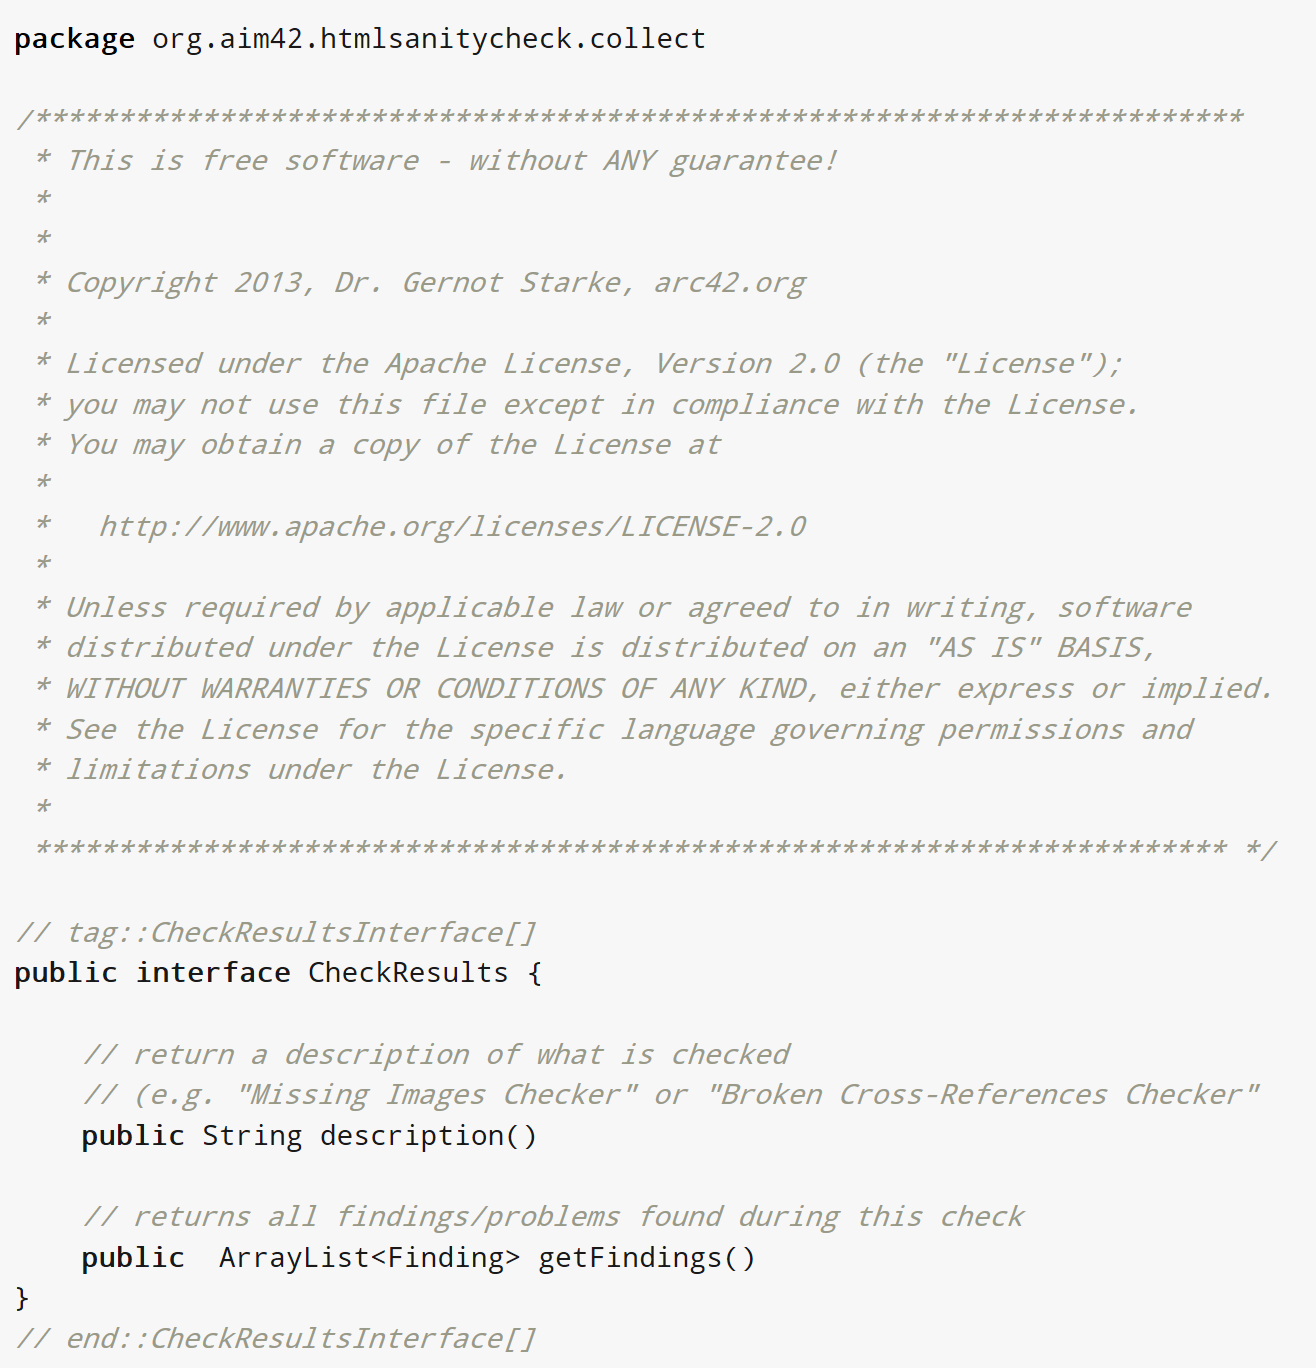 package org.aim42.htmlsanitycheck.collect
/************************************************************************
* This is free software - without ANY guarantee!
*
*
* Copyright 2013, Dr. Gernot Starke, arc42.org
*
* Licensed under the Apache License, Version 2.0 (the "License");
* you may not use this file except in compliance with the License.
* You may obtain a copy of the License at
*
*   http://www.apache.org/licenses/LICENSE-2.0
*
* Unless required by applicable law or agreed to in writing, software
* distributed under the License is distributed on an "AS IS" BASIS,
* WITHOUT WARRANTIES OR CONDITIONS OF ANY KIND, either express or implied.
* See the License for the specific language governing permissions and
* limitations under the License.
*
*********************************************************************** */
// tag::CheckResultsInterface[]
public interface CheckResults {
// return a description of what is checked
// (e.g. "Missing Images Checker" or "Broken Cross-References Checker"
public String description()
// returns all findings/problems found during this check
public  ArrayList<Finding> getFindings()
}
// end::CheckResultsInterface[]